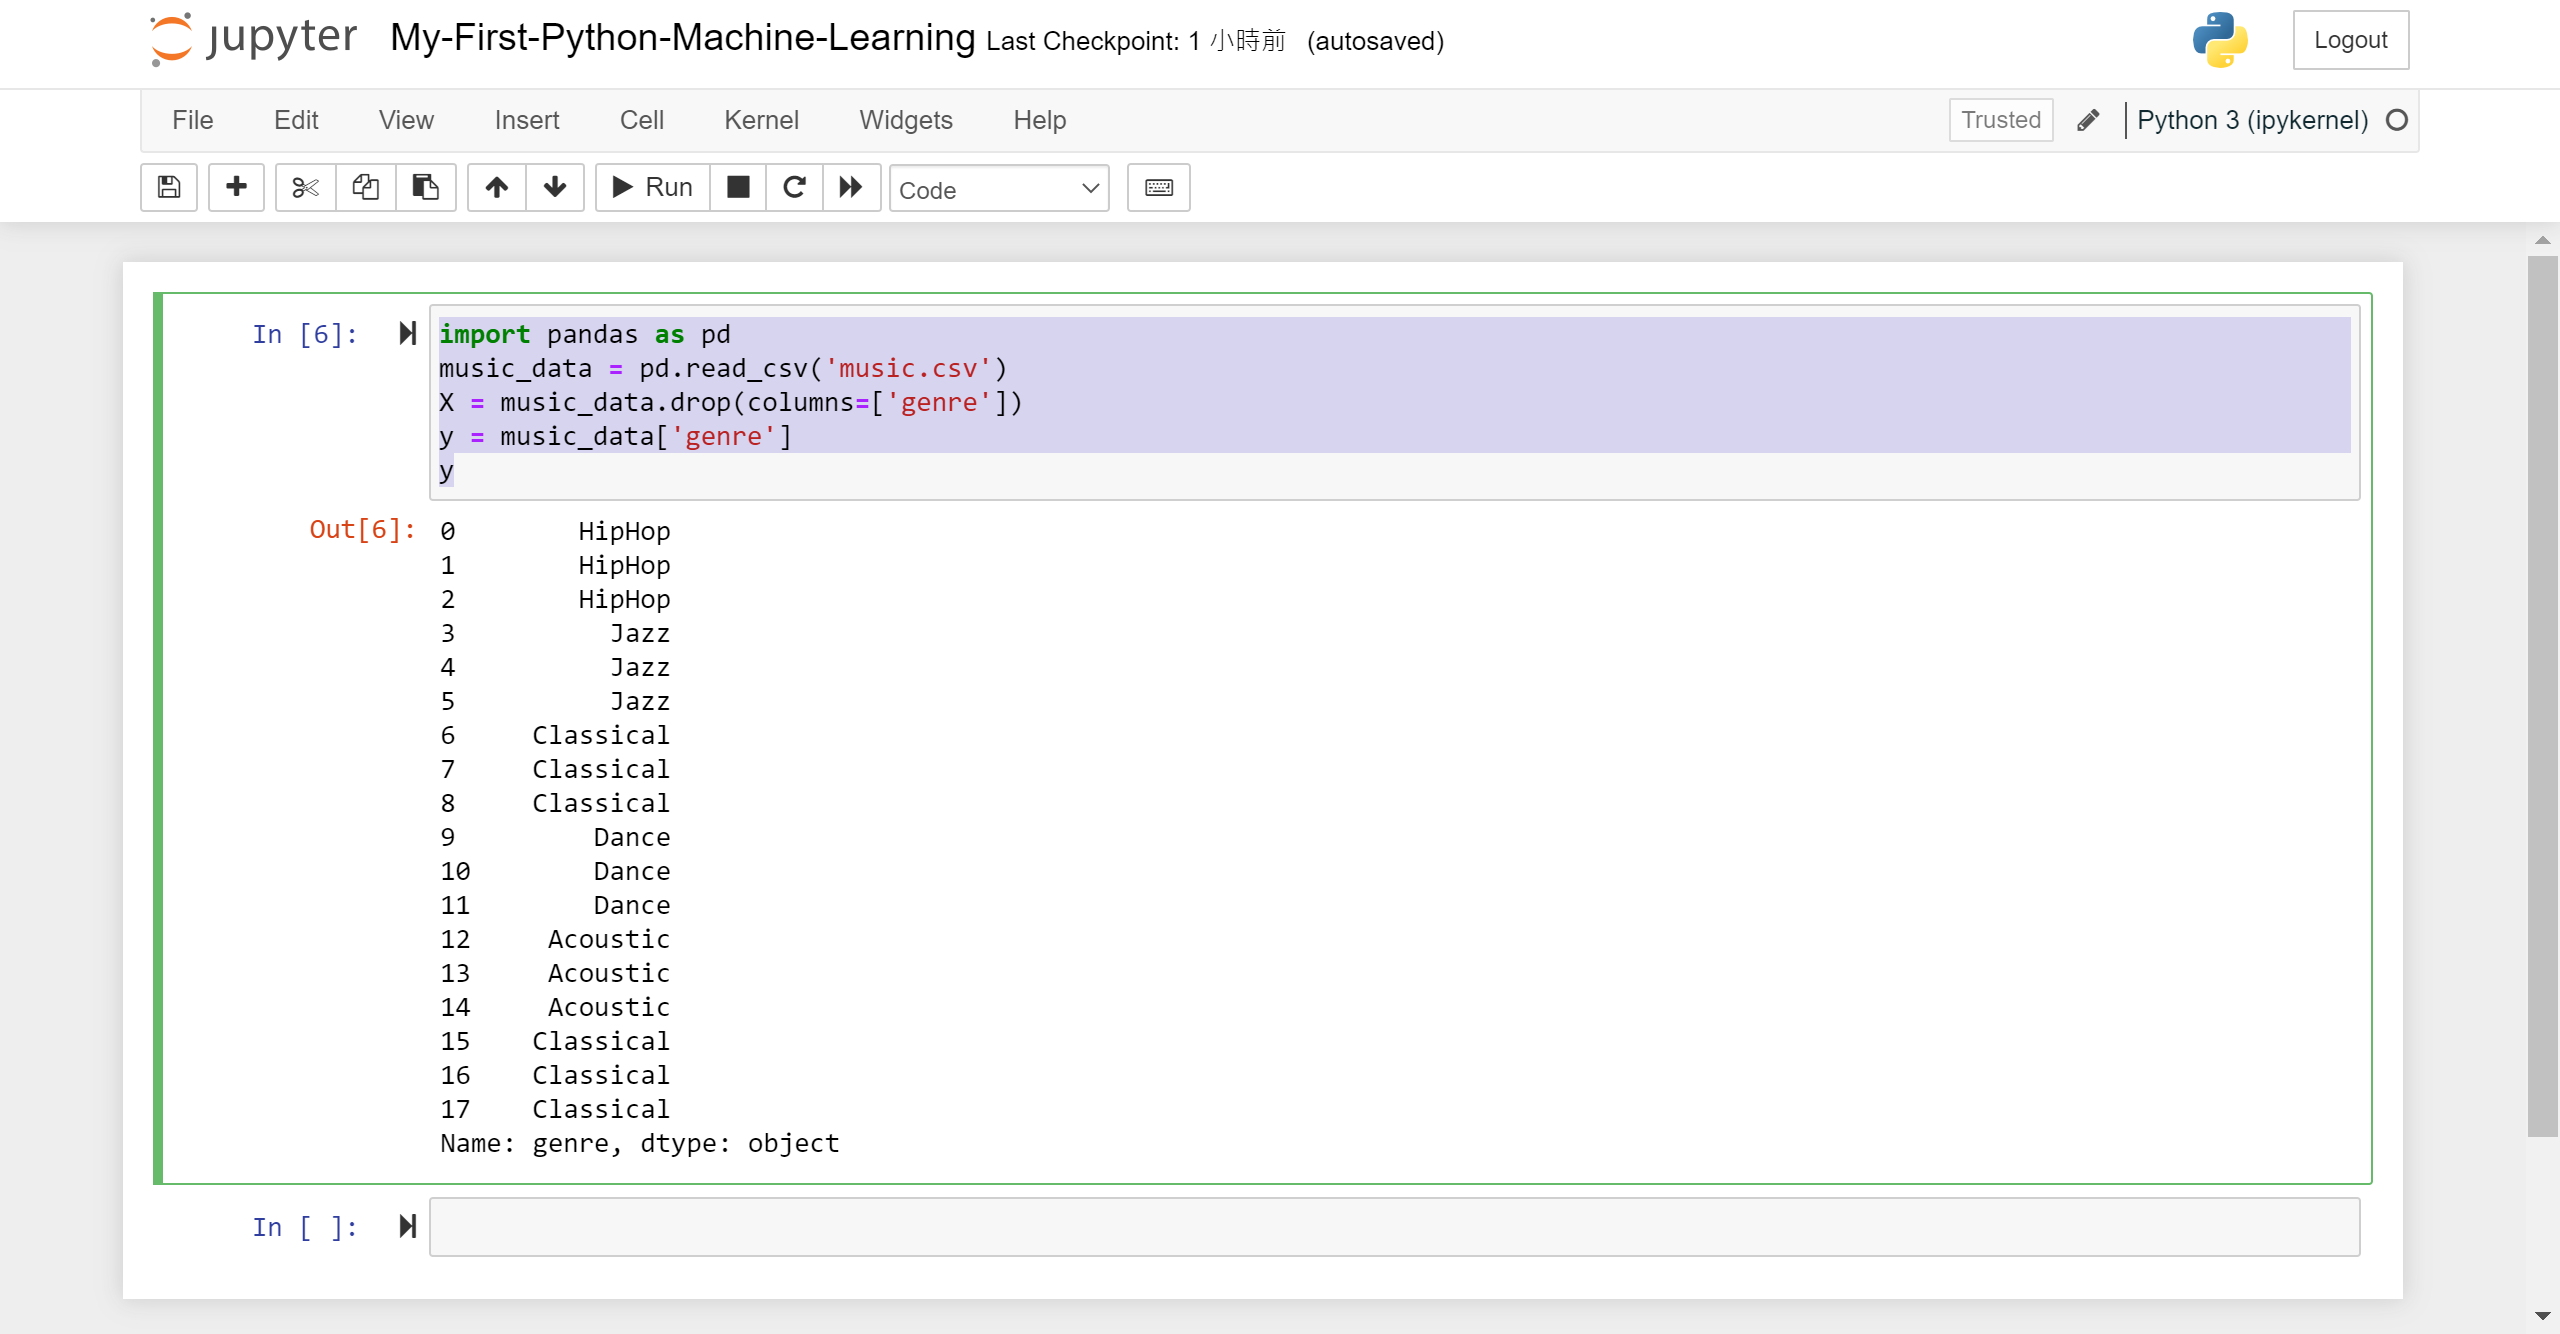 jupyter My-First-Python-Machine-Learning Last Checkpoint: 1 小時前 (autosaved) Logout
File Edit View Insert Cell Kernel Widgets Help Trusted Python 3 (ipykernel)
Run Code
In [6]: import pandas as pd
music_data = pd.read_csv('music.csv')
X = music_data.drop(columns=['genre'])
y = music_data['genre']
y
Out[6]: 0 HipHop
1 HipHop
2 HipHop
3 Jazz
4 Jazz
5 Jazz
6 Classical
7 Classical
8 Classical
9 Dance
10 Dance
11 Dance
12 Acoustic
13 Acoustic
14 Acoustic
15 Classical
16 Classical
17 Classical
Name: genre, dtype: object
In [ ]: